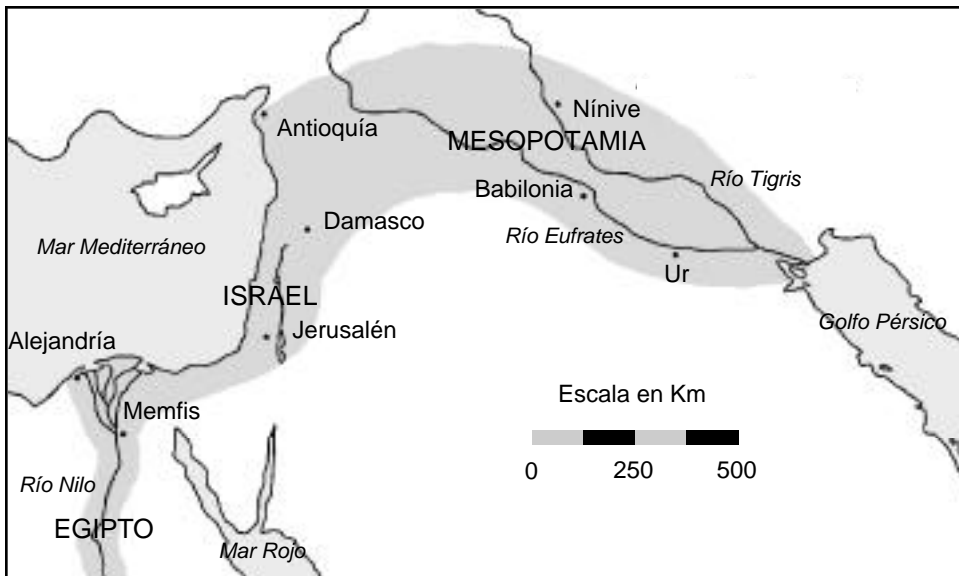 Nínive
Antioquía
MESOPOTAMIA
Río Tigris
Babilonia
Damasco
Río Eufrates
Mar Mediterráneo
Ur
ISRAEL
Golfo Pérsico
Jerusalén
Alejandría
Escala en Km
Memfis
0 250 500
Río Nilo
EGIPTO
Mar Rojo